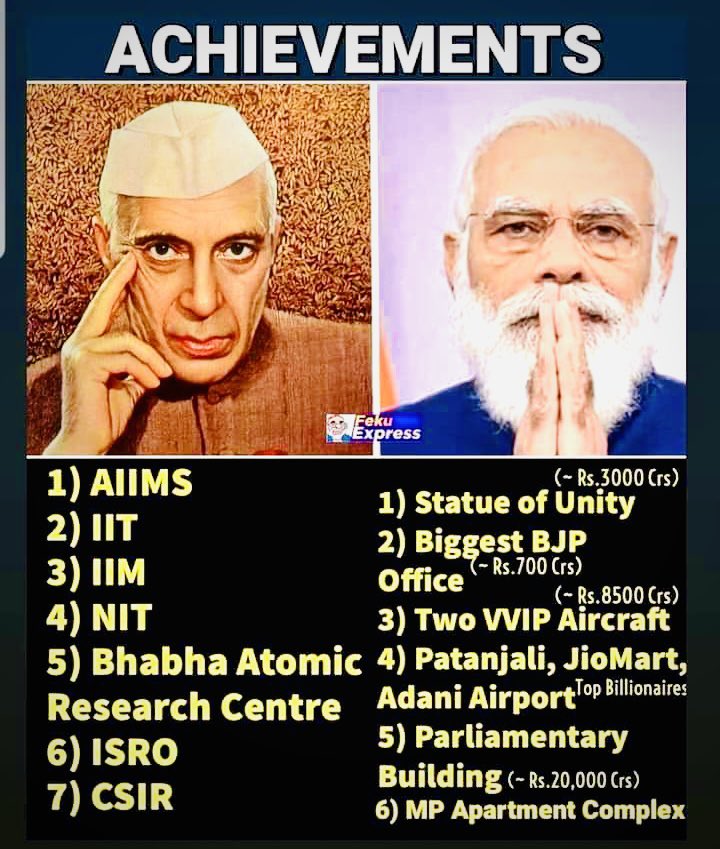 ACHIEVEMENTS
Feku
Express
1) AIIMS
2) IIT
3) IIM
4) NIT
5) Bhabha Atomic
Research Centre
6) ISRO
7) CSIR
(~ Rs.3000 Crs)
1) Statue of Unity
2) Biggest BJP
Office (~ Rs.700 Crs)
(~ Rs.8500 Crs)
3) Two VVIP Aircraft
4) Patanjali, JioMart,
Adani Airport Top Billionaires
5) Parliamentary
Building (~ Rs.20,000 Crs)
6) MP Apartment Complex